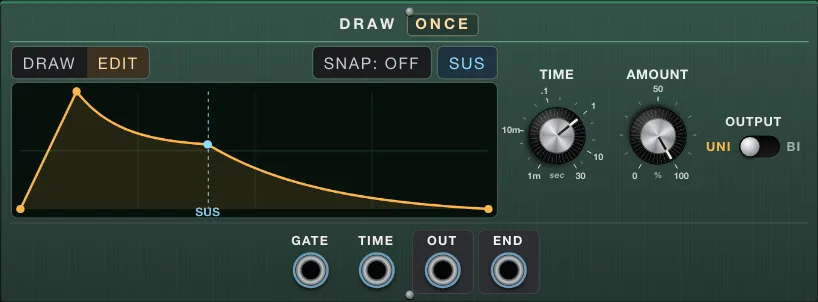 DRAW ONCE
DRAW EDIT SNAP: OFF SUS
TIME AMOUNT
.1 50
1
10m
10
1m sec 30 0 % 100
OUTPUT
UNI BI
SUS
GATE TIME OUT END